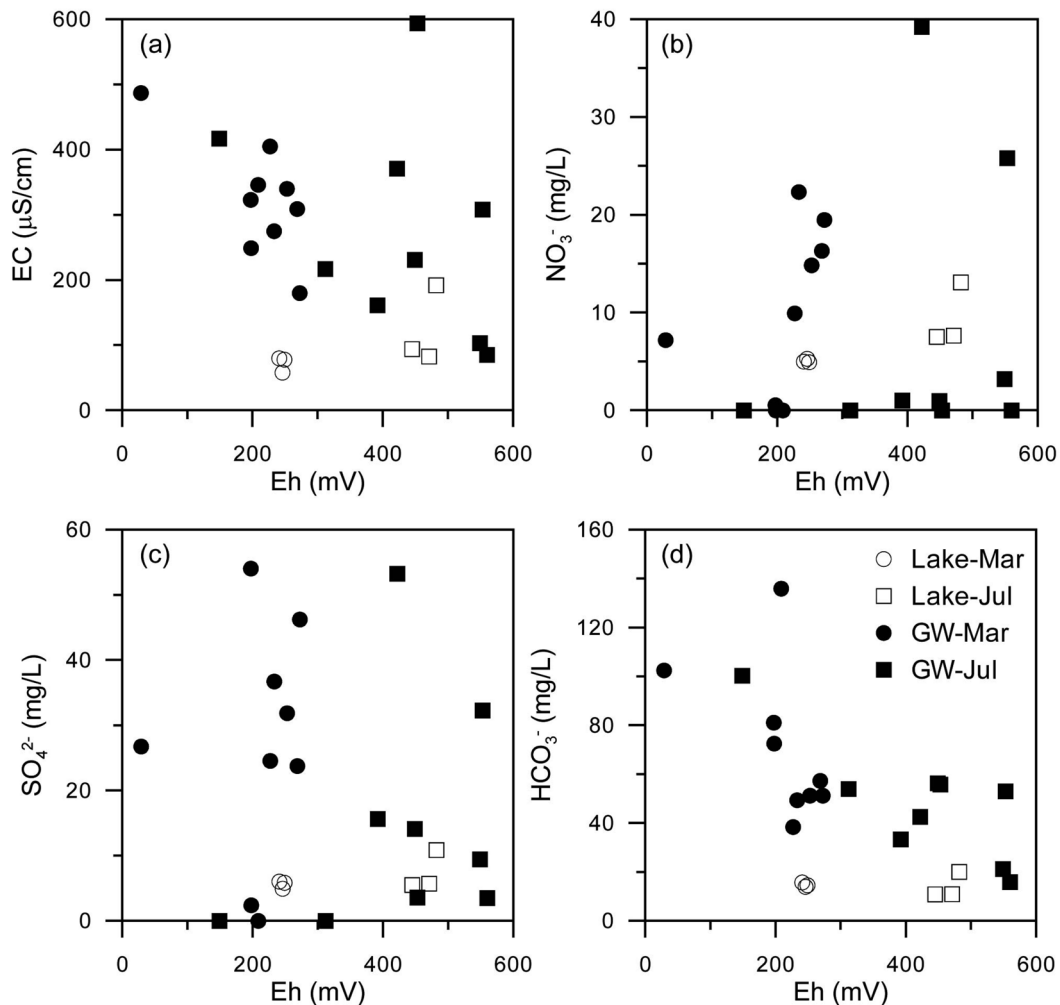 (a)
600
400
200
0
EC (μS/cm)
0 200 400 600
Eh (mV)
(b)
40
30
20
10
0
NO₃⁻ (mg/L)
0 200 400 600
Eh (mV)
(c)
60
40
20
0
SO₄²⁻ (mg/L)
0 200 400 600
Eh (mV)
(d)
160
120
80
40
0
HCO₃⁻ (mg/L)
0 200 400 600
Eh (mV)
Lake-Mar
Lake-Jul
GW-Mar
GW-Jul